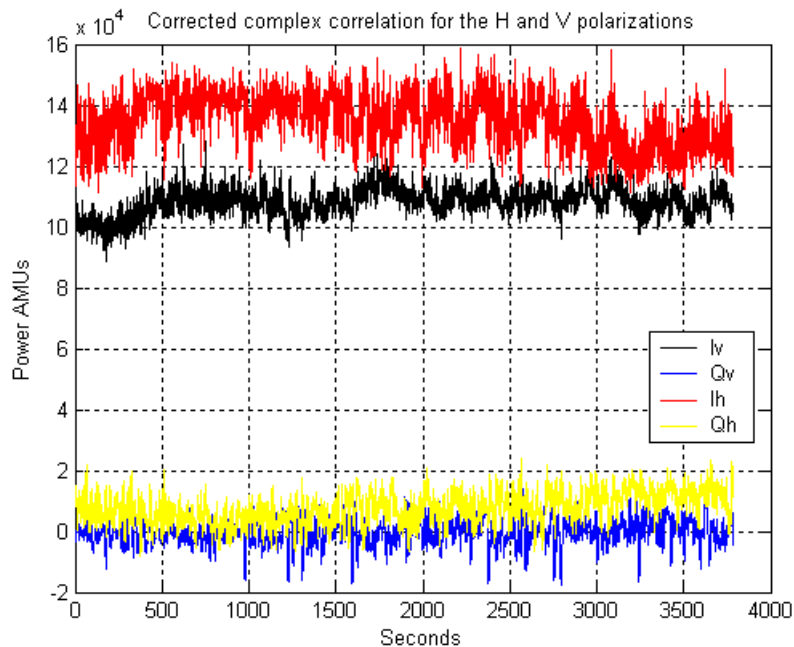 x 10^4 Corrected complex correlation for the H and V polarizations
16
14
12
10
8
6
4
2
0
-2
Power AMUs
Iv
Qv
Ih
Qh
0 500 1000 1500 2000 2500 3000 3500 4000
Seconds